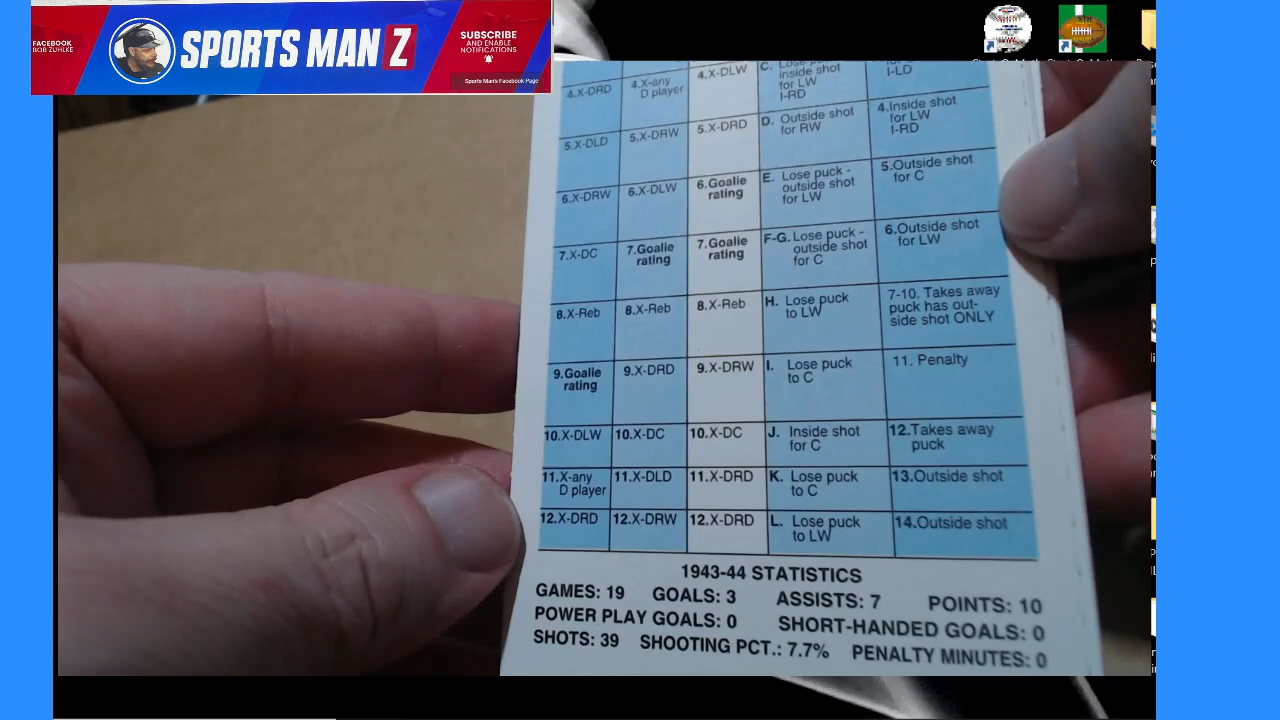 FACEBOOK
BOB ZUHLKE
SPORTS MAN Z
SUBSCRIBE
AND ENABLE
NOTIFICATIONS
Sports Man's Facebook Page
4.X-DRD
4.X-any
D player
4.X-DLW
C. Lose
inside shot
for LW
I-RD
I-LD
5.X-DLD
5.X-DRW
5.X-DRD
D. Outside shot
for RW
4.Inside shot
for LW
I-RD
6.X-DRW
6.X-DLW
6.Goalie
rating
E. Lose puck -
outside shot
for LW
5.Outside shot
for C
7.X-DC
7.Goalie
rating
7.Goalie
rating
F-G. Lose puck -
outside shot
for C
6.Outside shot
for LW
8.X-Reb
8.X-Reb
8.X-Reb
H. Lose puck
to LW
7-10. Takes away
puck has out-
side shot ONLY
9.Goalie
rating
9.X-DRD
9.X-DRW
I. Lose puck
to C
11. Penalty
10.X-DLW
10.X-DC
10.X-DC
J. Inside shot
for C
12.Takes away
puck
11.X-any
D player
11.X-DLD
11.X-DRD
K. Lose puck
to C
13.Outside shot
12.X-DRD
12.X-DRW
12.X-DRD
L. Lose puck
to LW
14.Outside shot
1943-44 STATISTICS
GAMES: 19 GOALS: 3 ASSISTS: 7 POINTS: 10
POWER PLAY GOALS: 0 SHORT-HANDED GOALS: 0
SHOTS: 39 SHOOTING PCT.: 7.7% PENALTY MINUTES: 0